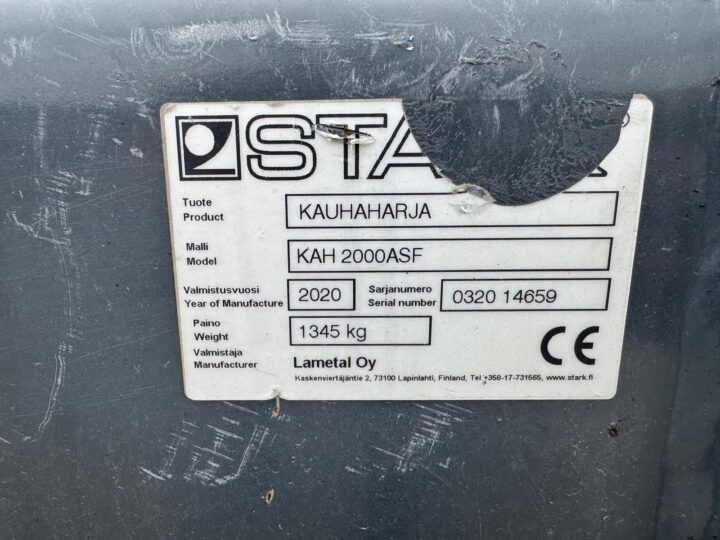 STA
®
Tuote
Product
KAUHAHARJA
Malli
Model
KAH 2000ASF
Valmistusvuosi
Year of Manufacture
2020
Sarjanumero
Serial number
0320 14659
Paino
Weight
1345 kg
Valmistaja
Manufacturer
Lametal Oy
CE
Kaskenviertäjäntie 2, 73100 Lapinlahti, Finland, Tel.+358-17-731565, www.stark.fi